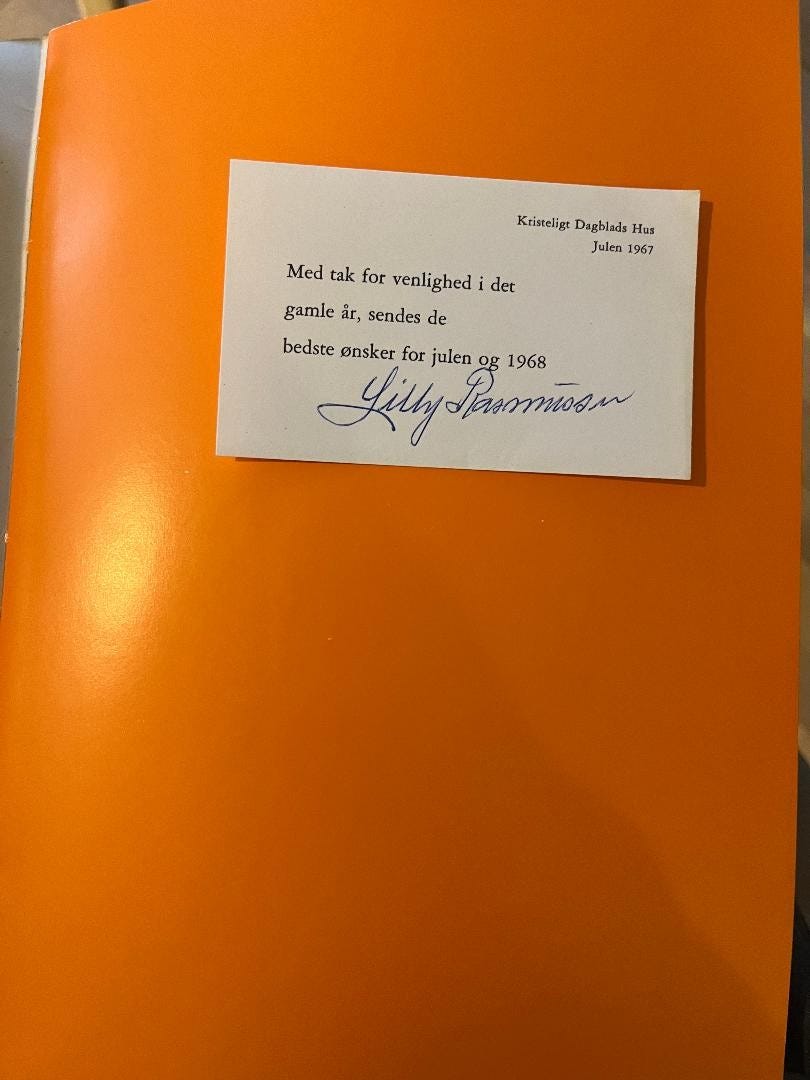 Kristeligt Dagblads Hus
Julen 1967
Med tak for venlighed i det
gamle år, sendes de
bedste ønsker for julen og 1968
Lilly Rasmussen